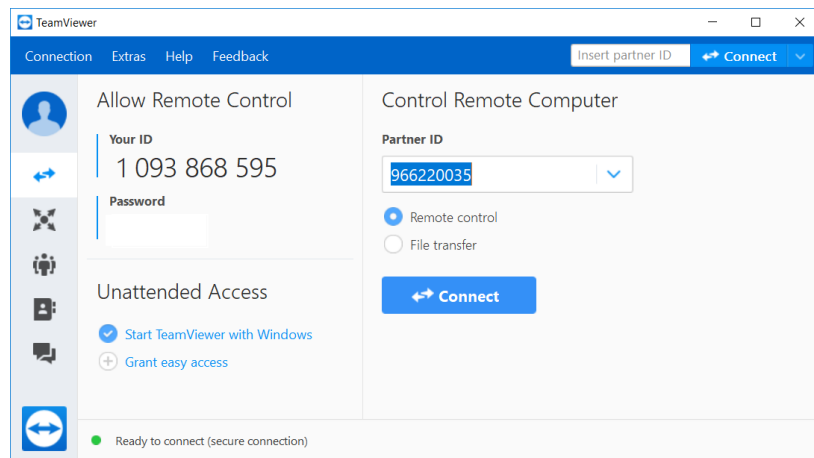 TeamViewer
Connection Extras Help Feedback Insert partner ID Connect
Allow Remote Control
Your ID
1 093 868 595
Password
Unattended Access
Start TeamViewer with Windows
Grant easy access
Control Remote Computer
Partner ID
966220035
Remote control
File transfer
Connect
Ready to connect (secure connection)